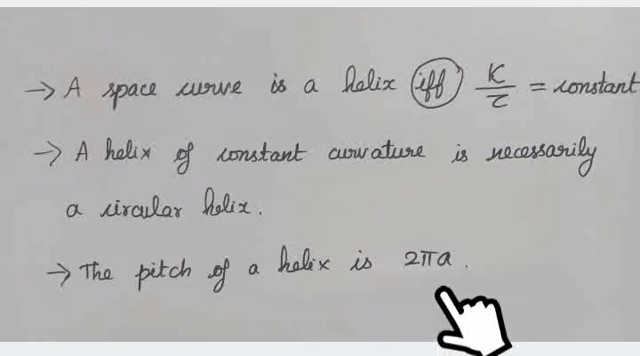 → A space curve is a helix iff K/τ = constant
→ A helix of constant curvature is necessarily
a circular helix.
→ The pitch of a helix is 2πa.